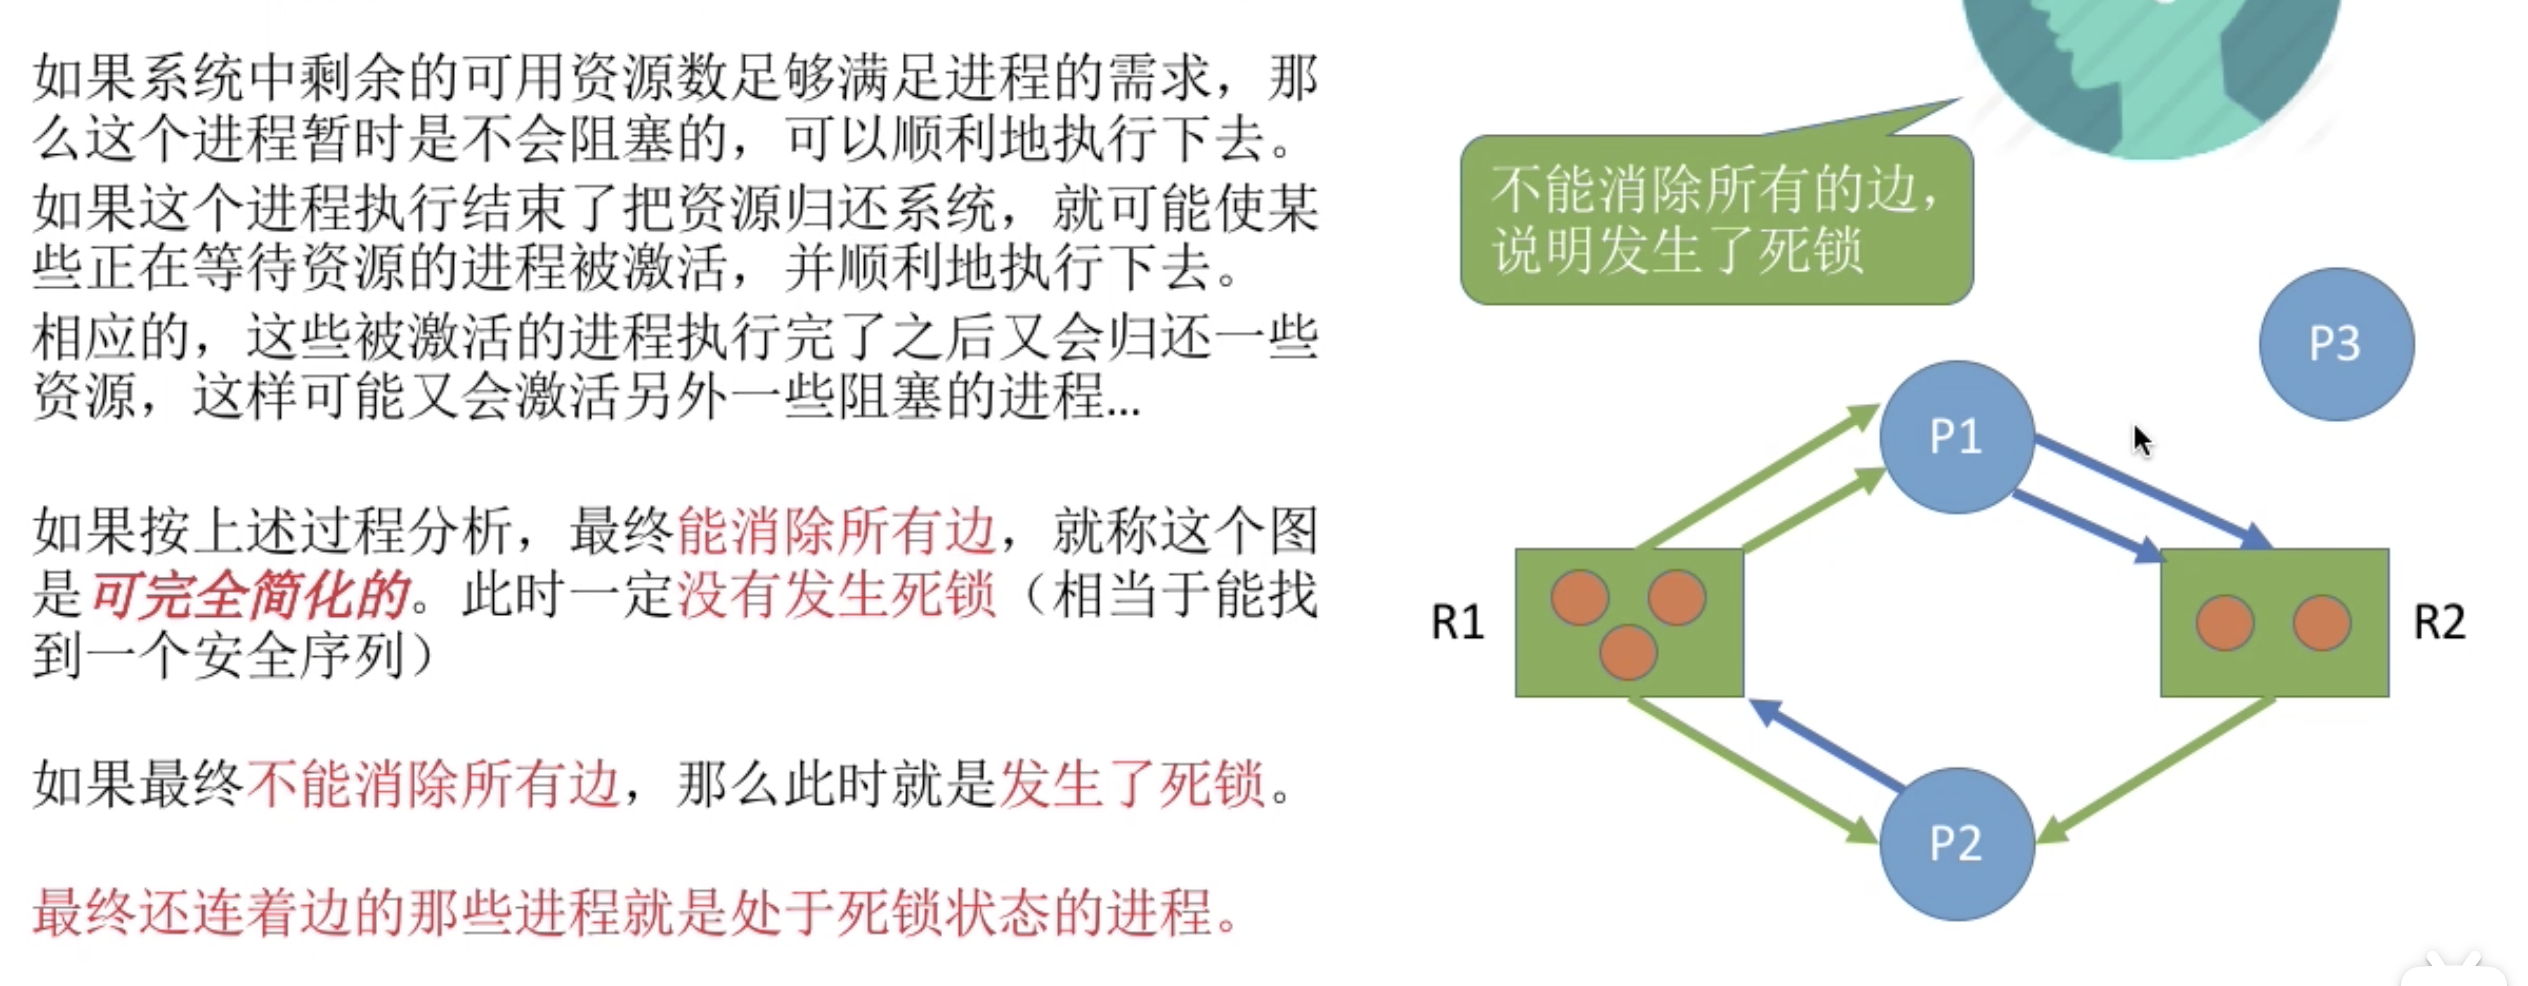 如果系统中剩余的可用资源数足够满足进程的需求，那
么这个进程暂时是不会阻塞的，可以顺利地执行下去。
如果这个进程执行结束了把资源归还系统，就可能使某
些正在等待资源的进程被激活，并顺利地执行下去。
相应的，这些被激活的进程执行完了之后又会归还一些
资源，这样可能又会激活另外一些阻塞的进程...
如果按上述过程分析，最终能消除所有边，就称这个图
是可完全简化的。此时一定没有发生死锁（相当于能找
到一个安全序列）
如果最终不能消除所有边，那么此时就是发生了死锁。
最终还连着边的那些进程就是处于死锁状态的进程。
不能消除所有的边，
说明发生了死锁
P3
P1
R1
R2
P2